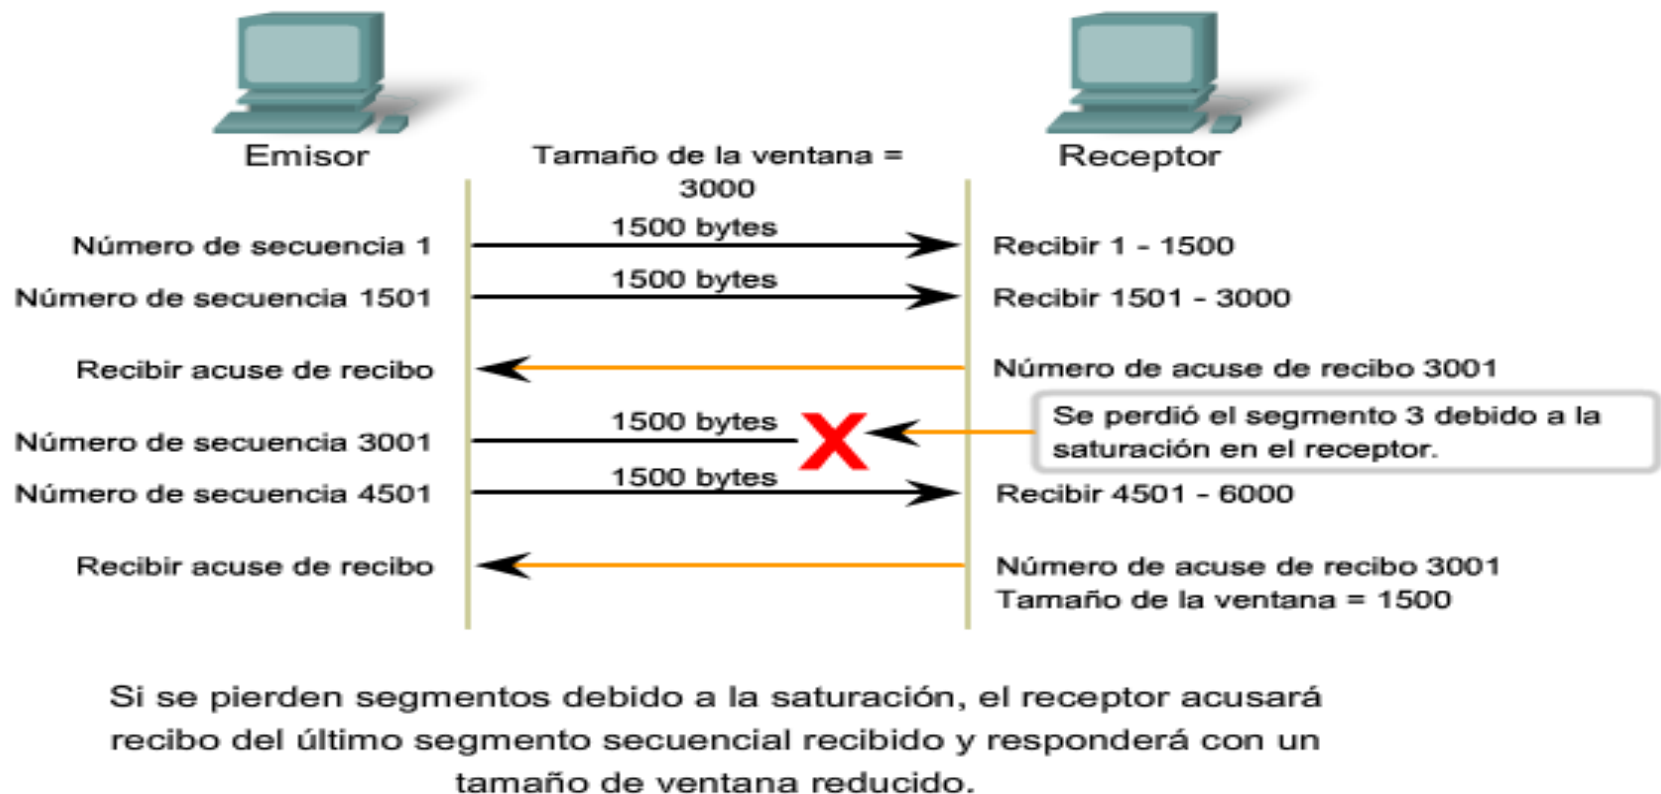 Emisor
Tamaño de la ventana =
3000
Receptor
Número de secuencia 1
1500 bytes
Recibir 1 - 1500
Número de secuencia 1501
1500 bytes
Recibir 1501 - 3000
Recibir acuse de recibo
Número de acuse de recibo 3001
Número de secuencia 3001
1500 bytes
Se perdió el segmento 3 debido a la
saturación en el receptor.
Número de secuencia 4501
1500 bytes
Recibir 4501 - 6000
Recibir acuse de recibo
Número de acuse de recibo 3001
Tamaño de la ventana = 1500
Si se pierden segmentos debido a la saturación, el receptor acusará
recibo del último segmento secuencial recibido y responderá con un
tamaño de ventana reducido.